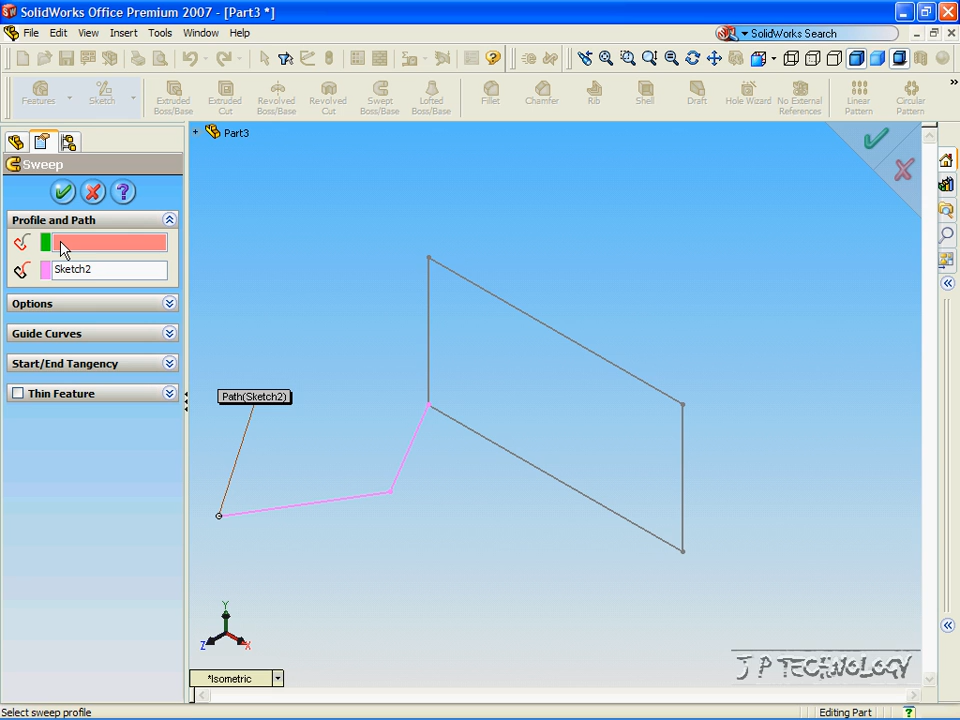 SolidWorks Office Premium 2007 - [Part3 *]
File Edit View Insert Tools Window Help
SolidWorks Search
Features
Sketch
Extruded Boss/Base
Extruded Cut
Revolved Boss/Base
Revolved Cut
Swept Boss/Base
Lofted Boss/Base
Fillet
Chamfer
Rib
Shell
Draft
Hole Wizard
No External References
Linear Pattern
Circular Pattern
Part3
Sweep
Profile and Path
Sketch2
Options
Guide Curves
Start/End Tangency
Thin Feature
Path(Sketch2)
Y
Z
X
J P TECHNOLOGY
*Isometric
Select sweep profile
Editing Part